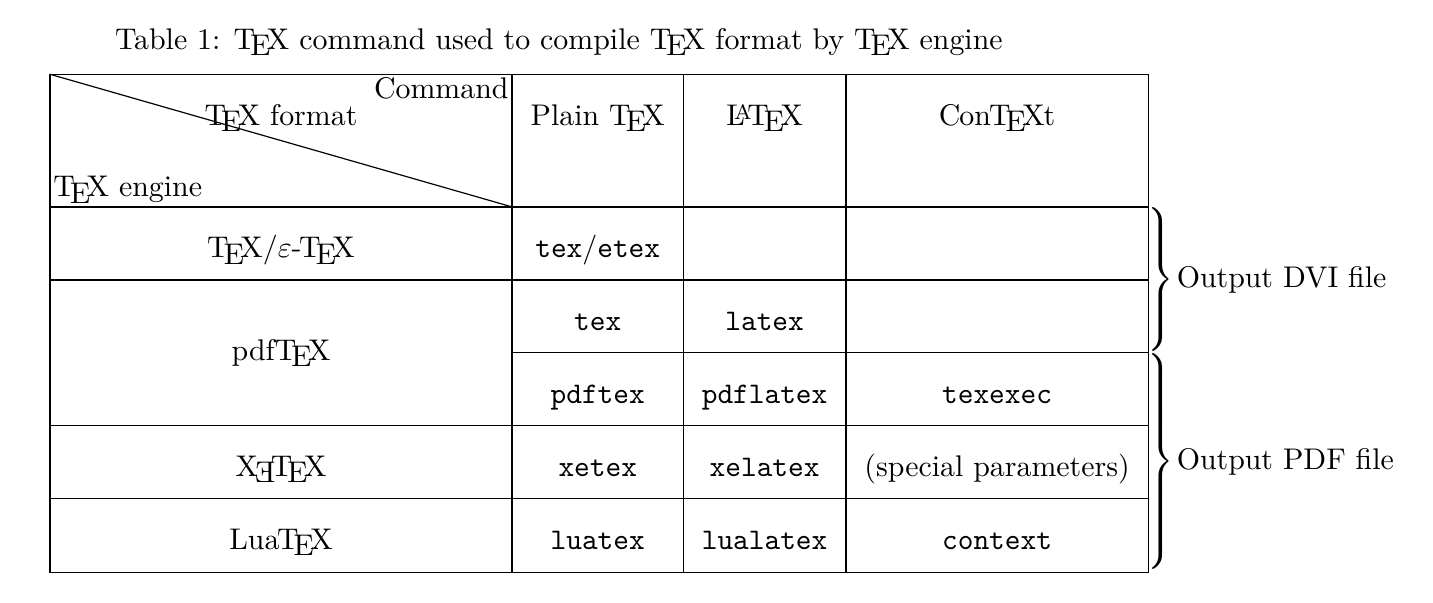 Table 1: TEX command used to compile TEX format by TEX engine
Command
TEX format Plain TEX LATEX ConTEXt
TEX engine
TEX/ε-TEX tex/etex
Output DVI file
tex latex
pdfTEX
pdftex pdflatex texexec
Output PDF file
XƎTEX xetex xelatex (special parameters)
LuaTEX luatex lualatex context